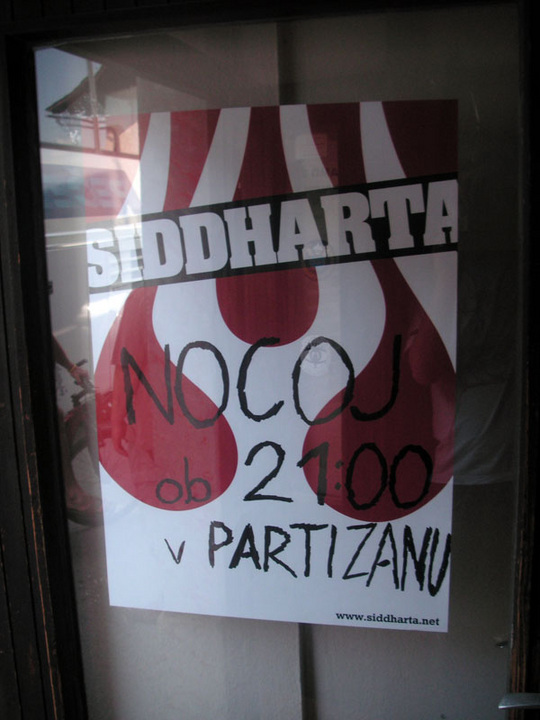 SIDDHARTA
NOCOJ
ob 21:00
v PARTIZANU
www.siddharta.net